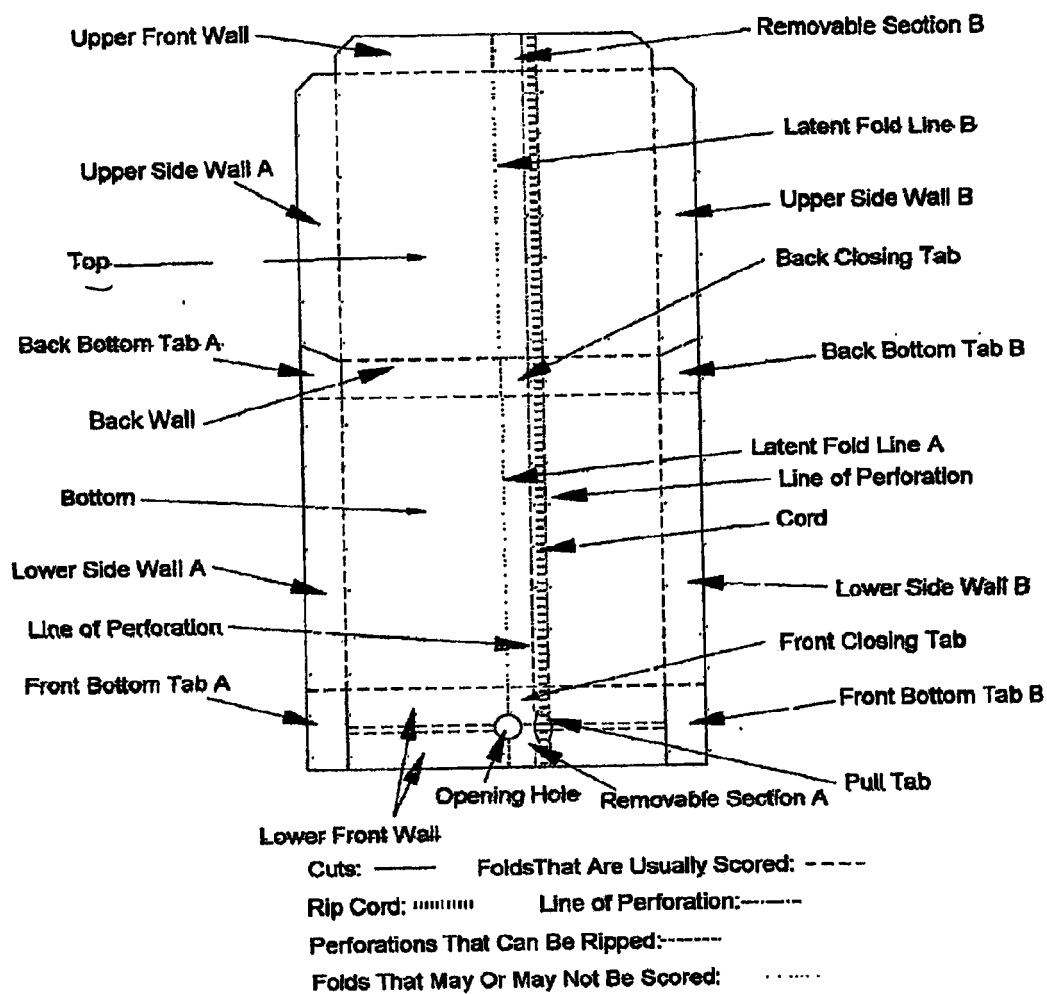 Upper Front Wall
Removable Section B
Latent Fold Line B
Upper Side Wall A
Upper Side Wall B
Top
Back Closing Tab
Back Bottom Tab A
Back Bottom Tab B
Back Wall
Latent Fold Line A
Line of Perforation
Bottom
Cord
Lower Side Wall A
Lower Side Wall B
Line of Perforation
Front Closing Tab
Front Bottom Tab A
Front Bottom Tab B
Pull Tab
Opening Hole
Removable Section A
Lower Front Wall
Cuts: FoldsThat Are Usually Scored:
Rip Cord: Line of Perforation:
Perforations That Can Be Ripped:
Folds That May Or May Not Be Scored: